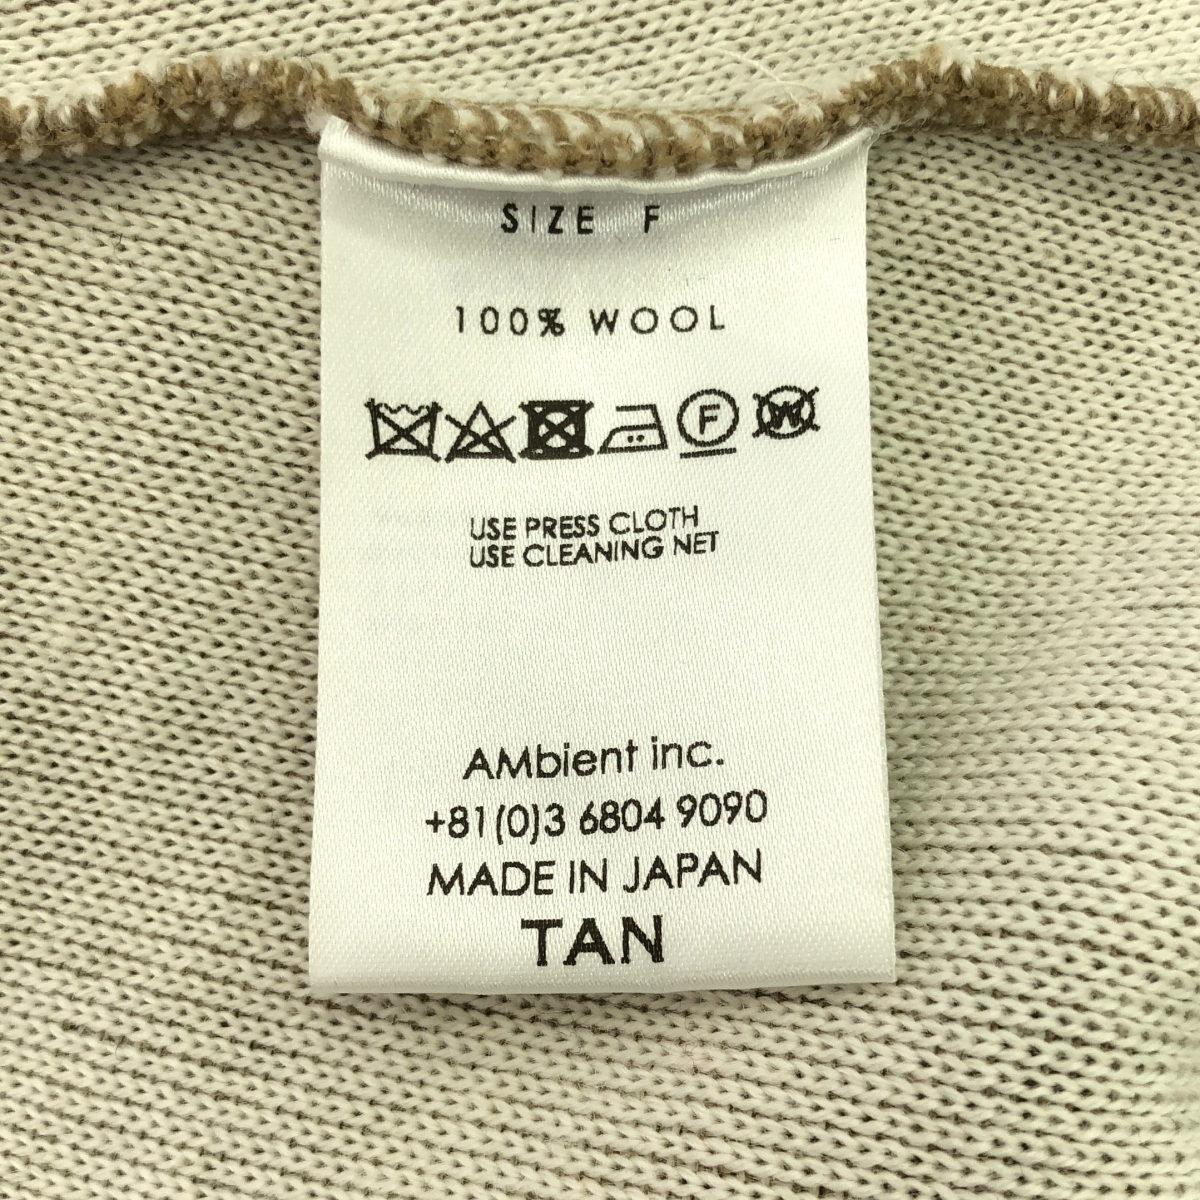 SIZE F
100% WOOL
F W
USE PRESS CLOTH
USE CLEANING NET
AMbient inc.
+81(0)3 6804 9090
MADE IN JAPAN
TAN